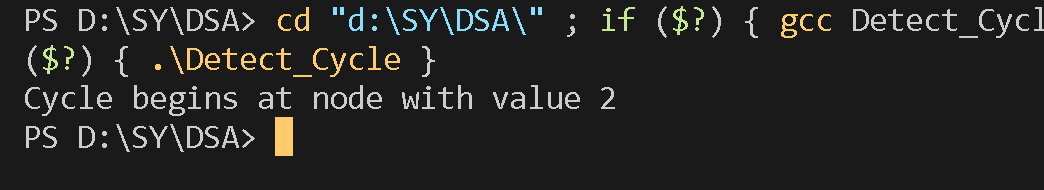 PS D:\SY\DSA> cd "d:\SY\DSA\" ; if ($?) { gcc Detect_Cycl
($?) { .\Detect_Cycle }
Cycle begins at node with value 2
PS D:\SY\DSA>